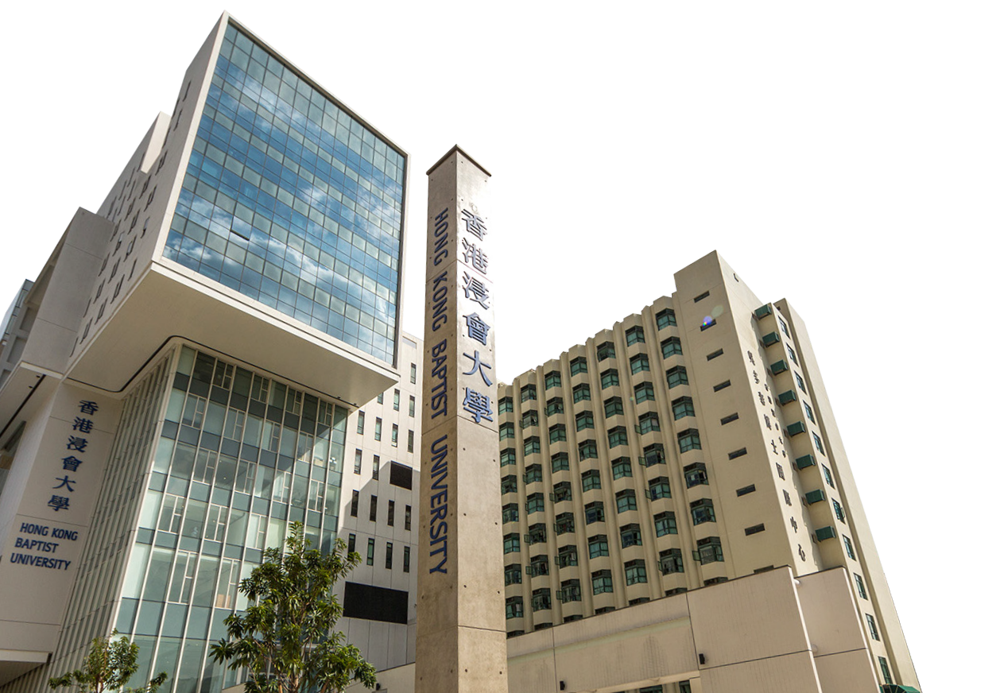 香港浸會大學
HONG KONG
BAPTIST
UNIVERSITY
HONG KONG BAPTIST UNIVERSITY
香港浸會大學